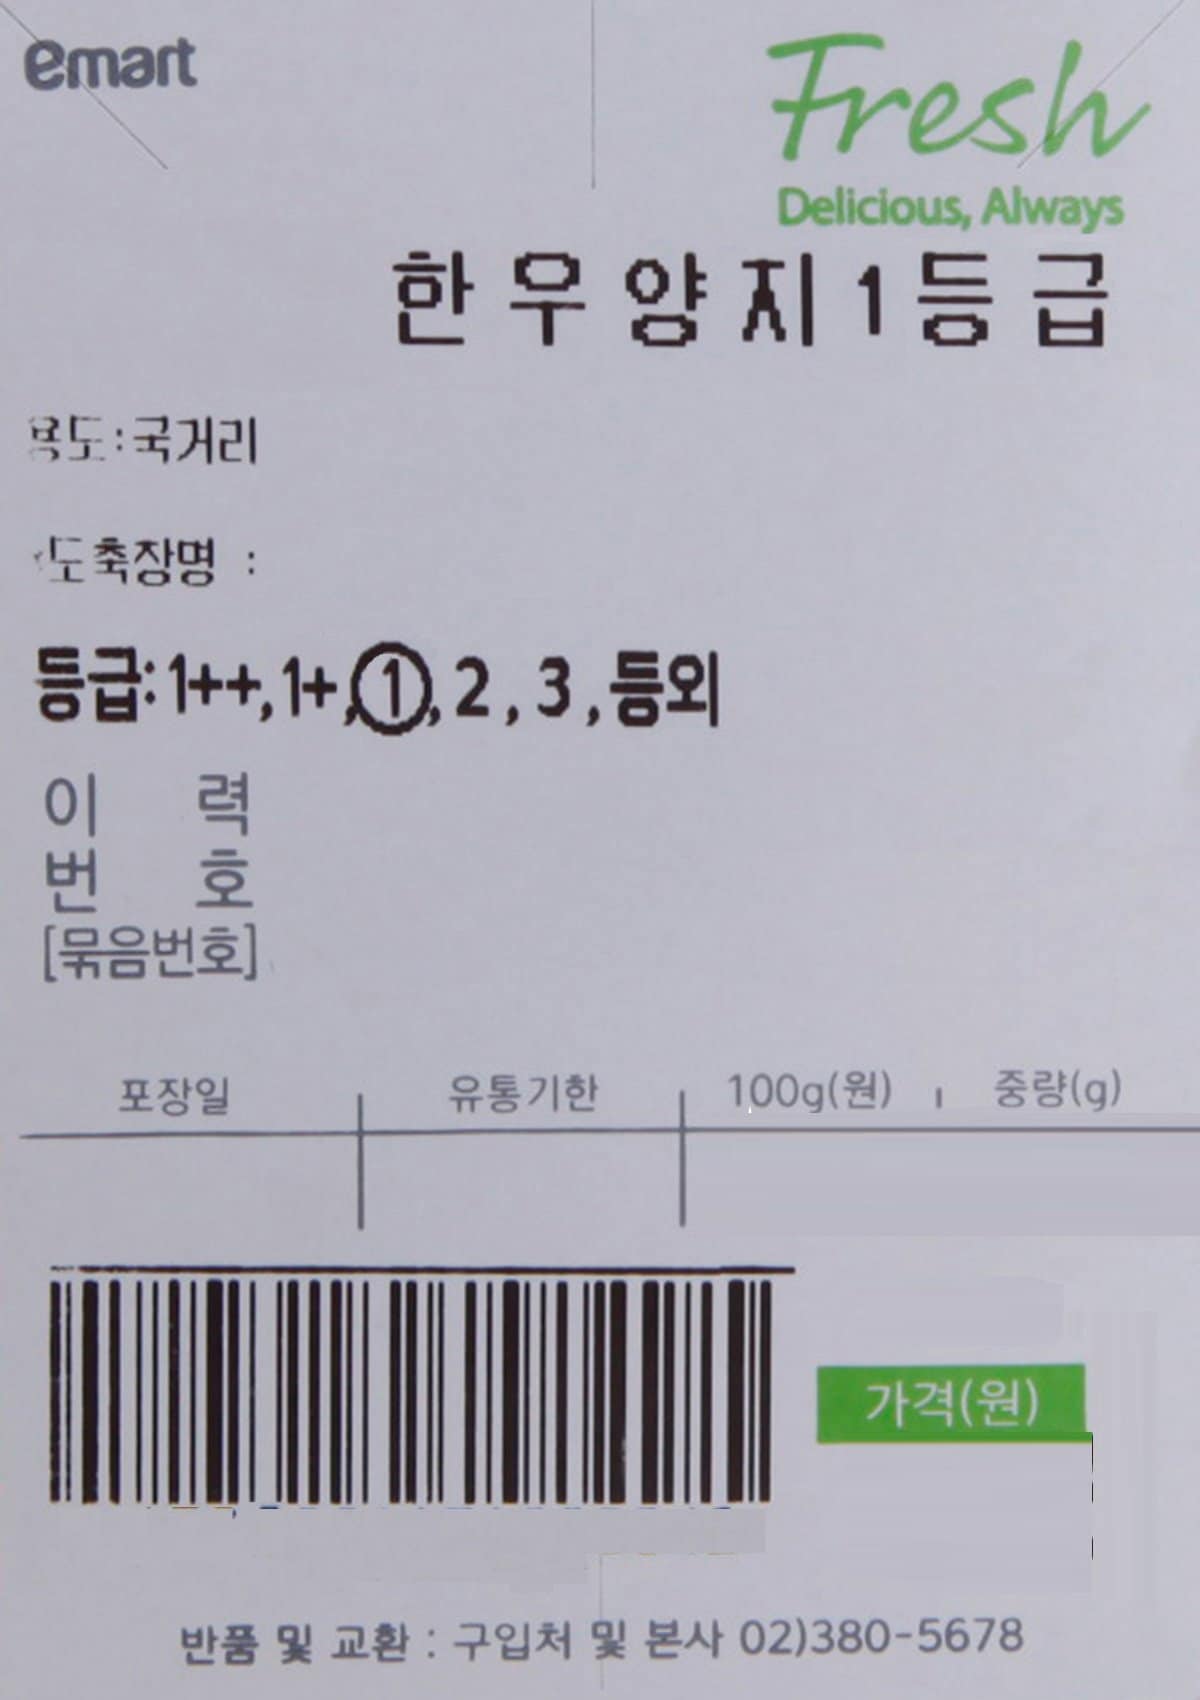 emart
Fresh
Delicious, Always
한우양지1등급
용도:국거리
도축장명 :
등급:1++,1+,①,2,3,등외
이 력
번 호
[묶음번호]
포장일 유통기한 100g(원) 중량(g)
가격(원)
반품 및 교환 : 구입처 및 본사 02)380-5678